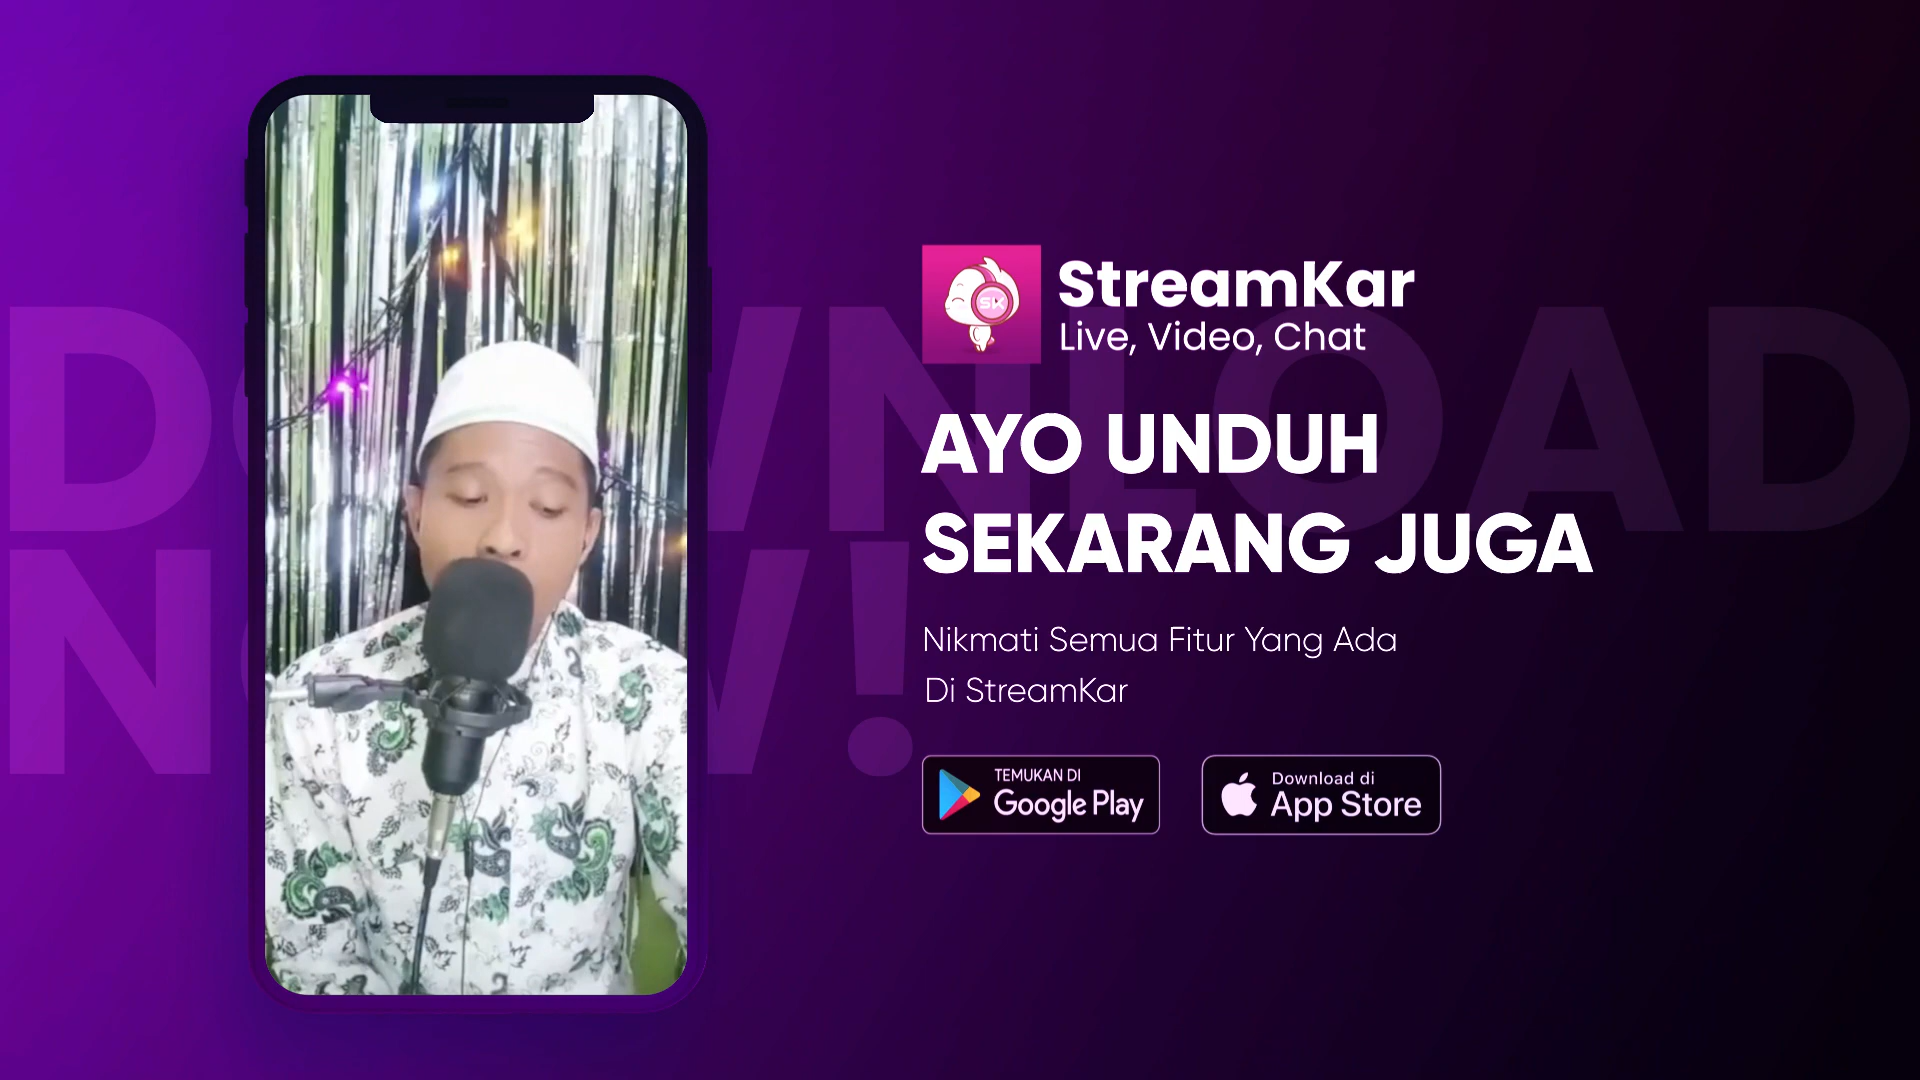 DOWNLOAD
NOW!
SK
StreamKar
Live, Video, Chat
AYO UNDUH
SEKARANG JUGA
Nikmati Semua Fitur Yang Ada
Di StreamKar
TEMUKAN DI
Google Play
Download di
App Store